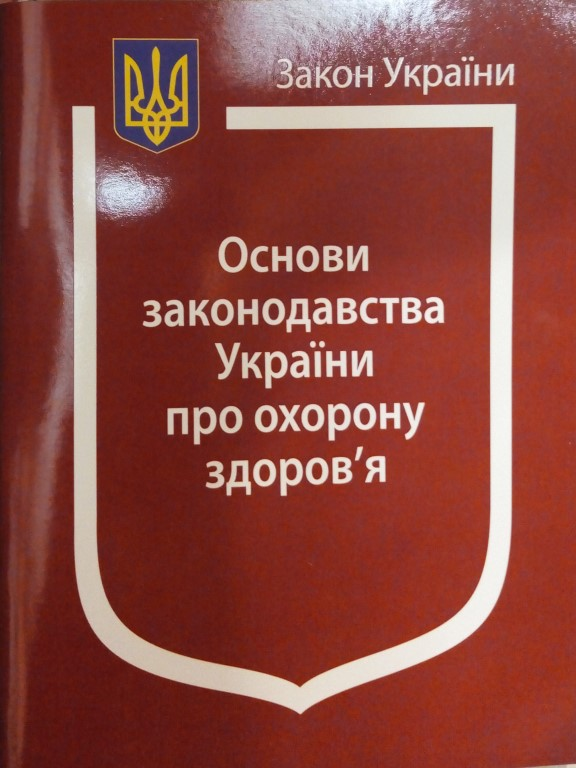 Закон України
Основи
законодавства
України
про охорону
здоров’я